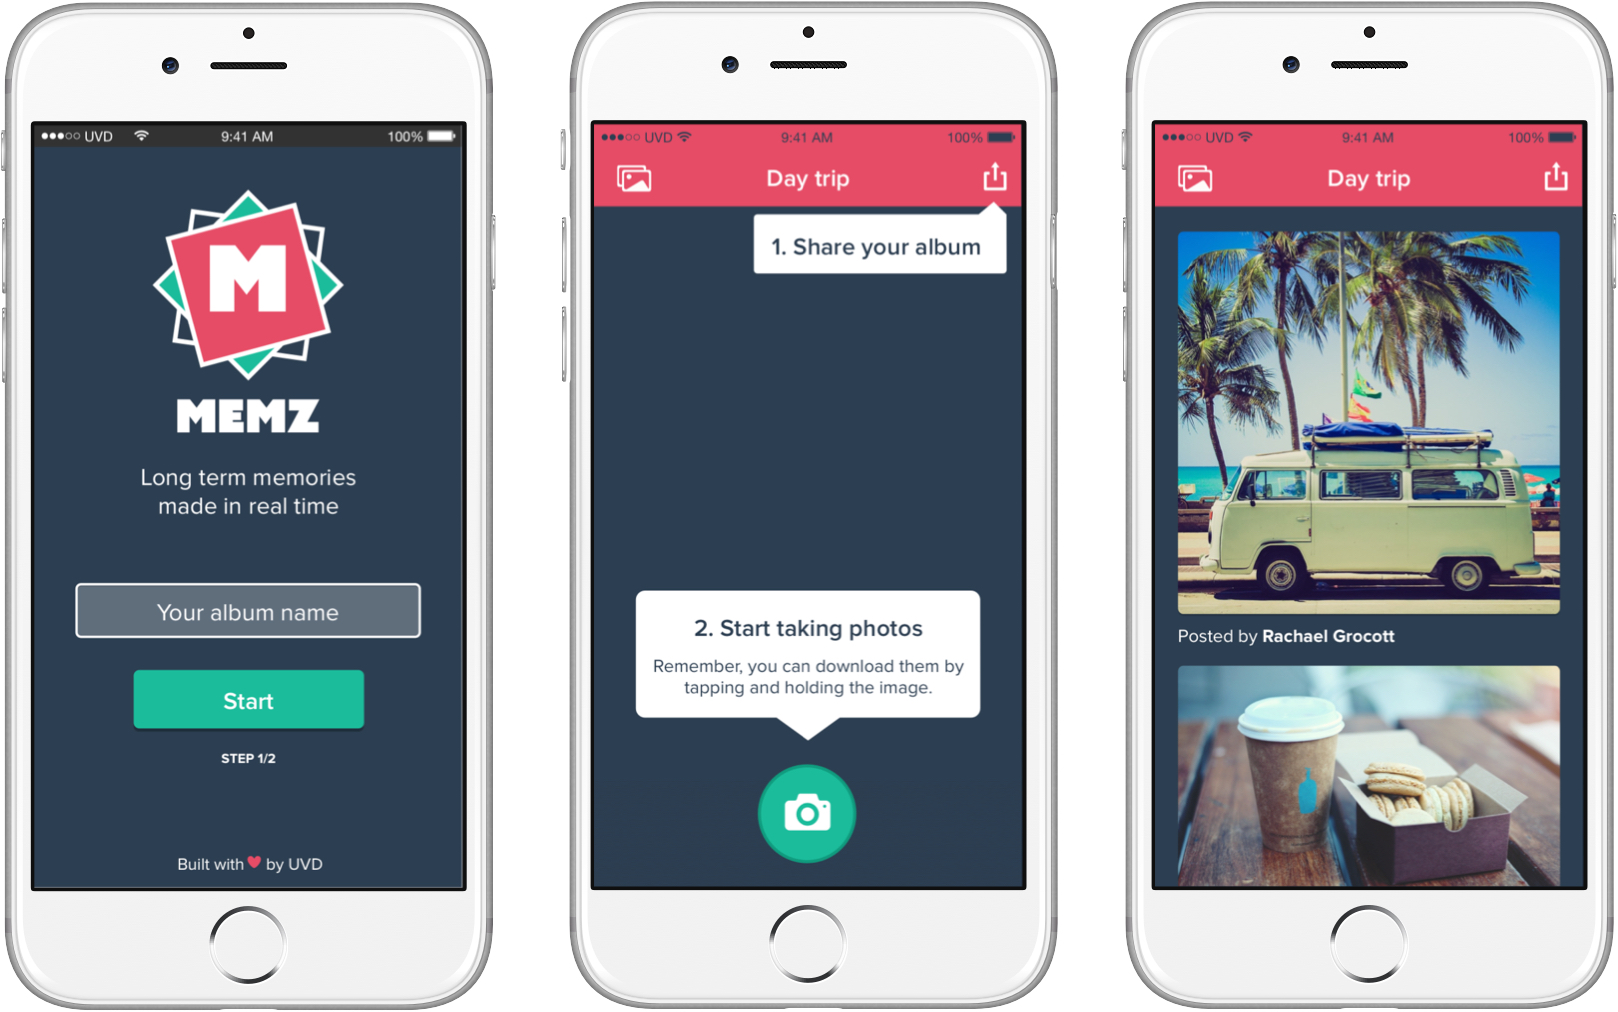 UVD 9:41 AM 100%
M
MEMZ
Long term memories
made in real time
Your album name
Start
STEP 1/2
Built with ♥ by UVD
UVD 9:41 AM 100%
Day trip
1. Share your album
2. Start taking photos
Remember, you can download them by
tapping and holding the image.
UVD 9:41 AM 100%
Day trip
Posted by Rachael Grocott